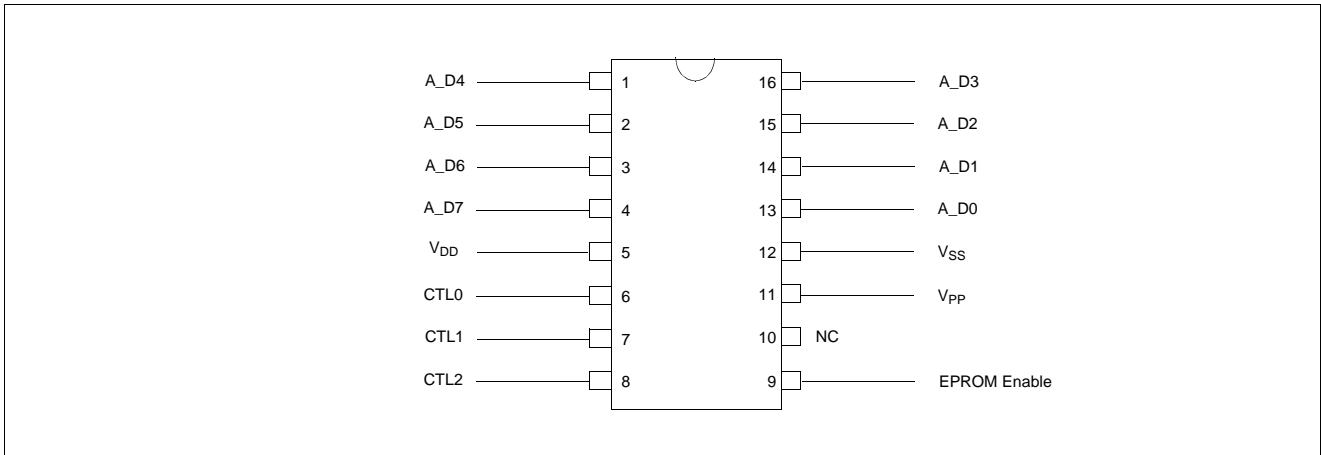 A_D4 1 16 A_D3
A_D5 2 15 A_D2
A_D6 3 14 A_D1
A_D7 4 13 A_D0
VDD 5 12 VSS
CTL0 6 11 VPP
CTL1 7 10 NC
CTL2 8 9 EPROM Enable